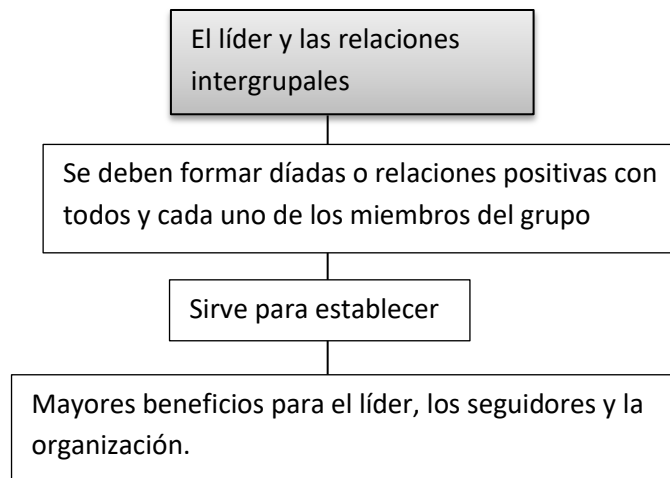 El líder y las relaciones
intergrupales
Se deben formar díadas o relaciones positivas con
todos y cada uno de los miembros del grupo
Sirve para establecer
Mayores beneficios para el líder, los seguidores y la
organización.